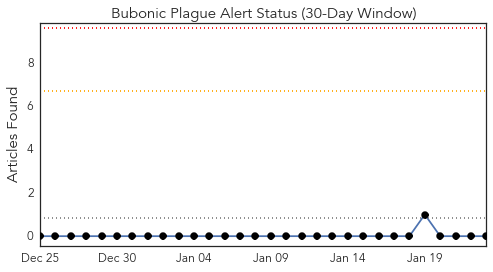 Bubonic Plague Alert Status (30-Day Window)
Articles Found
8
6
4
2
0
Dec 25 Dec 30 Jan 04 Jan 09 Jan 14 Jan 19